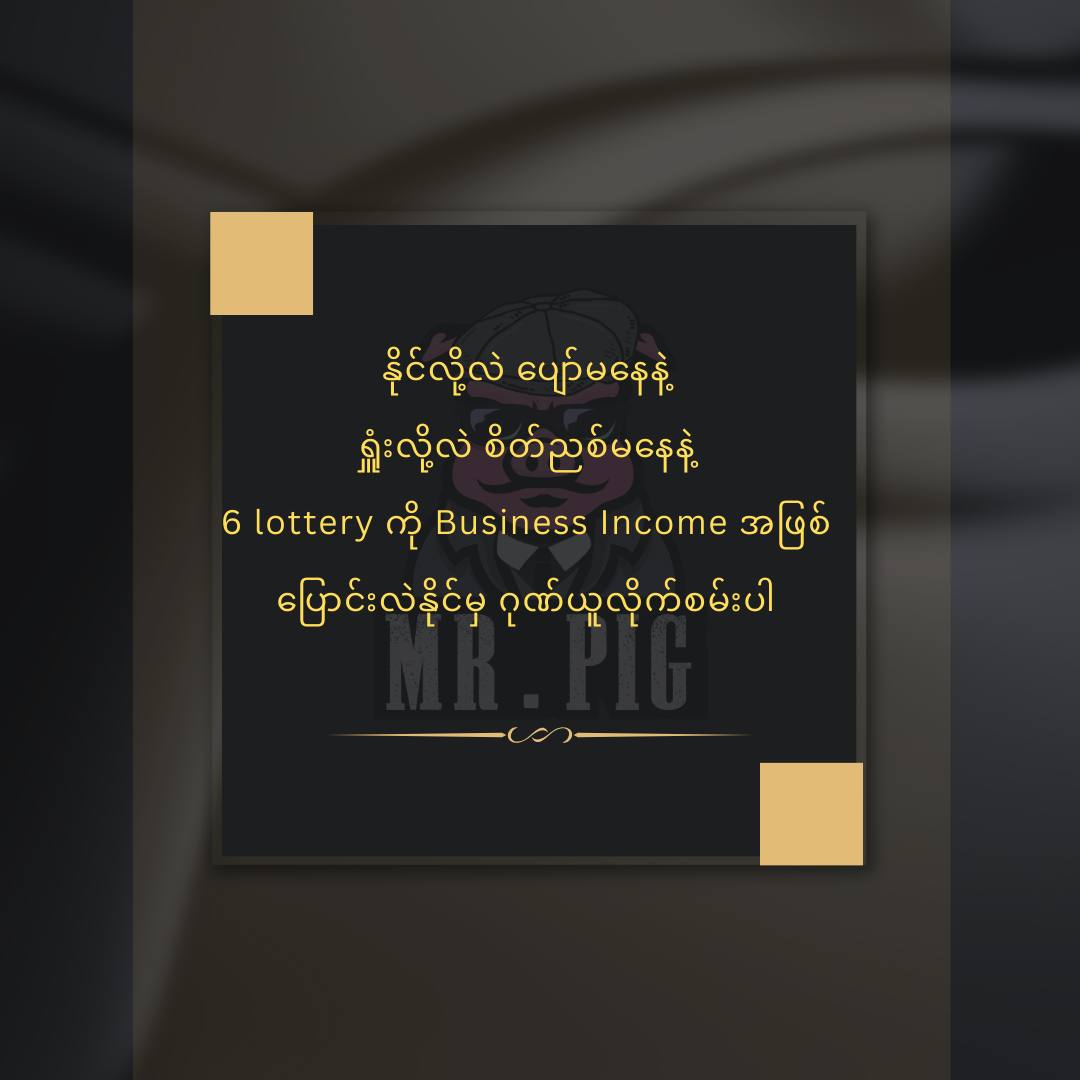 နိုင်လို့လဲ ပျော်မနေနဲ့
ရှူံးလို့လဲ စိတ်ညစ်မနေနဲ့
6 lottery ကို Business Income အဖြစ်
ပြောင်းလဲနိုင်မှ ဂုဏ်ယူလိုက်စမ်းပါ
MR. PIG